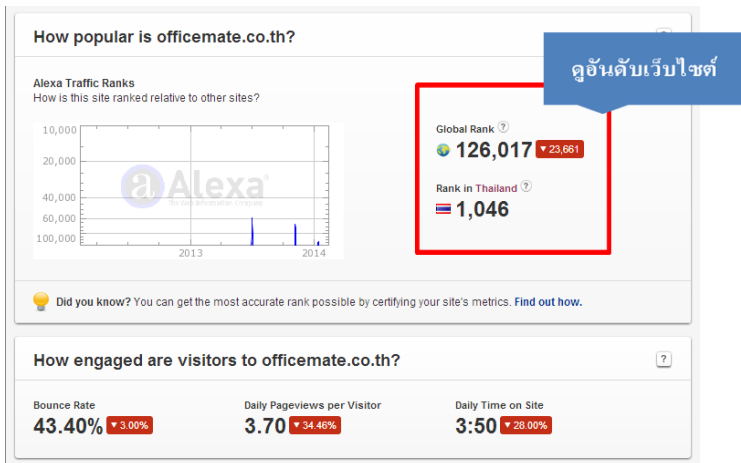 How popular is officemate.co.th?
ดูอันดับเว็บไซต์
Alexa Traffic Ranks
How is this site ranked relative to other sites?
10,000
20,000
40,000
60,000
100,000
2013
2014
a Alexa®
The Web Information Company
Global Rank ?
126,017 ▼23,661
Rank in Thailand ?
1,046
Did you know? You can get the most accurate rank possible by certifying your site's metrics. Find out how.
How engaged are visitors to officemate.co.th?
?
Bounce Rate
43.40% ▼3.00%
Daily Pageviews per Visitor
3.70 ▼34.46%
Daily Time on Site
3:50 ▼28.00%